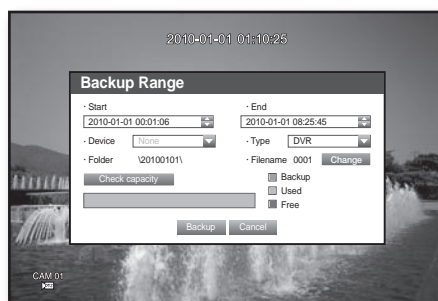 2010-01-01 01:10:25
Backup Range
· Start
· End
2010-01-01 00:01:06
2010-01-01 08:25:45
· Device None
· Type DVR
· Folder \20100101\
· Filename 0001 Change
Check capacity
Backup
Used
Free
Backup Cancel
CAM 01